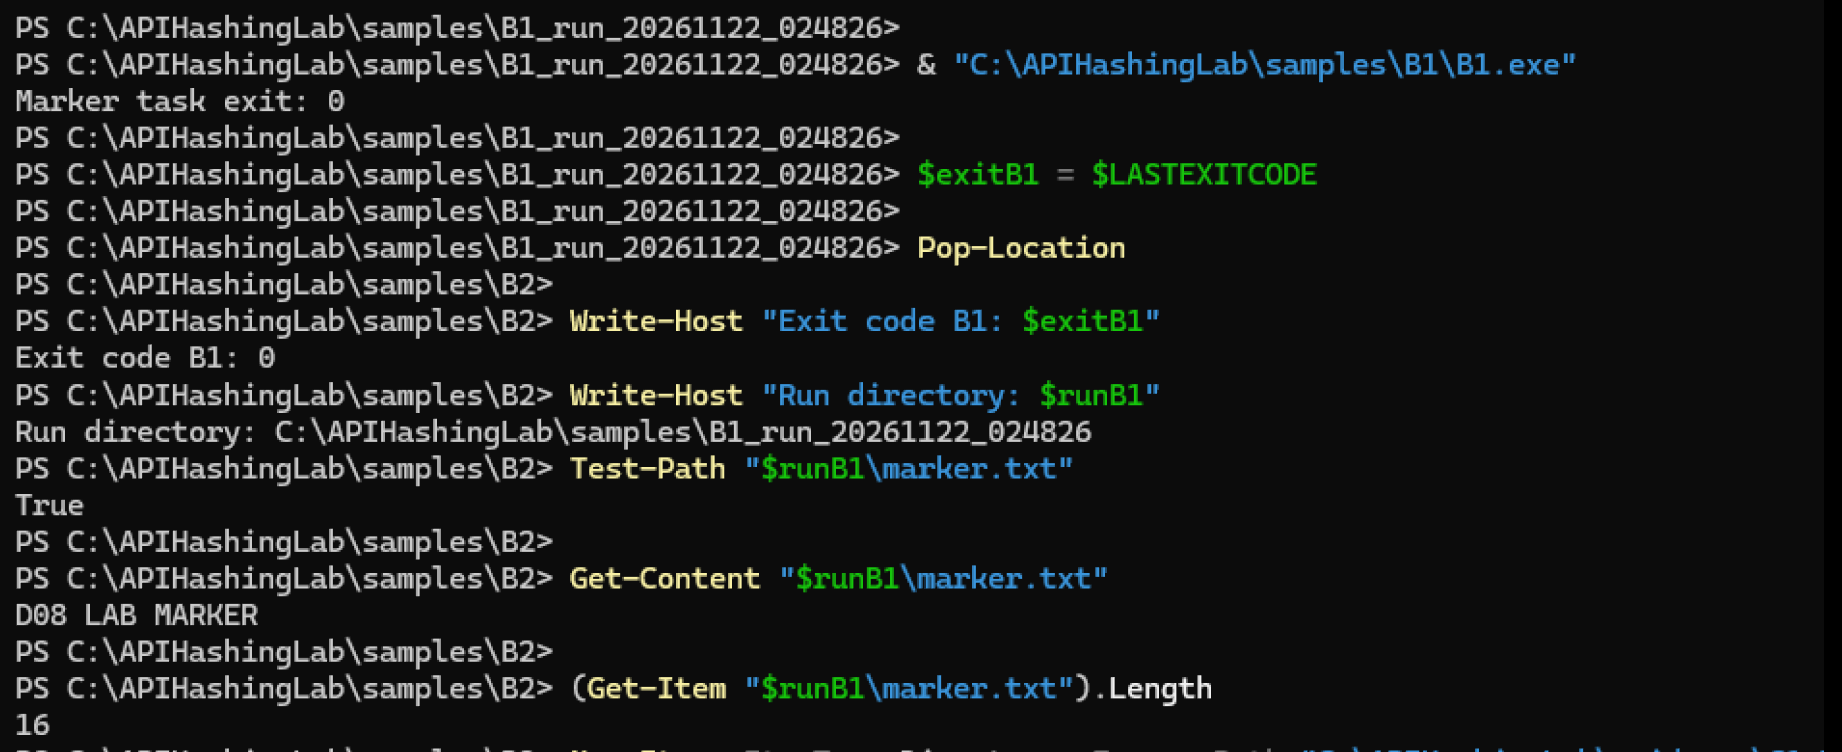 PS C:\APIHashingLab\samples\B1_run_20261122_024826>
PS C:\APIHashingLab\samples\B1_run_20261122_024826> & "C:\APIHashingLab\samples\B1\B1.exe"
Marker task exit: 0
PS C:\APIHashingLab\samples\B1_run_20261122_024826>
PS C:\APIHashingLab\samples\B1_run_20261122_024826> $exitB1 = $LASTEXITCODE
PS C:\APIHashingLab\samples\B1_run_20261122_024826>
PS C:\APIHashingLab\samples\B1_run_20261122_024826> Pop-Location
PS C:\APIHashingLab\samples\B2>
PS C:\APIHashingLab\samples\B2> Write-Host "Exit code B1: $exitB1"
Exit code B1: 0
PS C:\APIHashingLab\samples\B2> Write-Host "Run directory: $runB1"
Run directory: C:\APIHashingLab\samples\B1_run_20261122_024826
PS C:\APIHashingLab\samples\B2> Test-Path "$runB1\marker.txt"
True
PS C:\APIHashingLab\samples\B2>
PS C:\APIHashingLab\samples\B2> Get-Content "$runB1\marker.txt"
D08 LAB MARKER
PS C:\APIHashingLab\samples\B2>
PS C:\APIHashingLab\samples\B2> (Get-Item "$runB1\marker.txt").Length
16